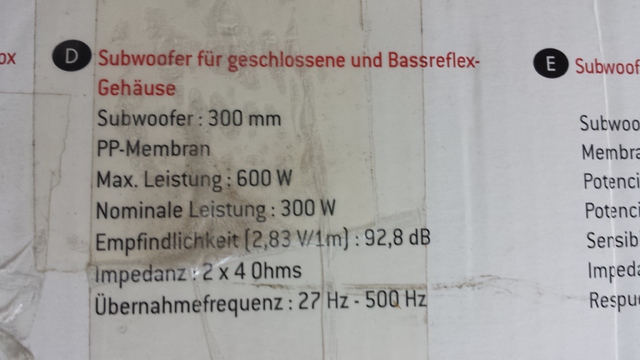 ox
D Subwoofer für geschlossene und Bassreflex-
Gehäuse
Subwoofer : 300 mm
PP-Membran
Max. Leistung : 600 W
Nominale Leistung : 300 W
Empfindlichkeit (2,83 V/1m) : 92,8 dB
Impedanz : 2 x 4 Ohms
Übernahmefrequenz : 27 Hz - 500 Hz
E Subwoof
Subwoo
Membra
Potenci
Potenci
Sensib
Impeda
Respu